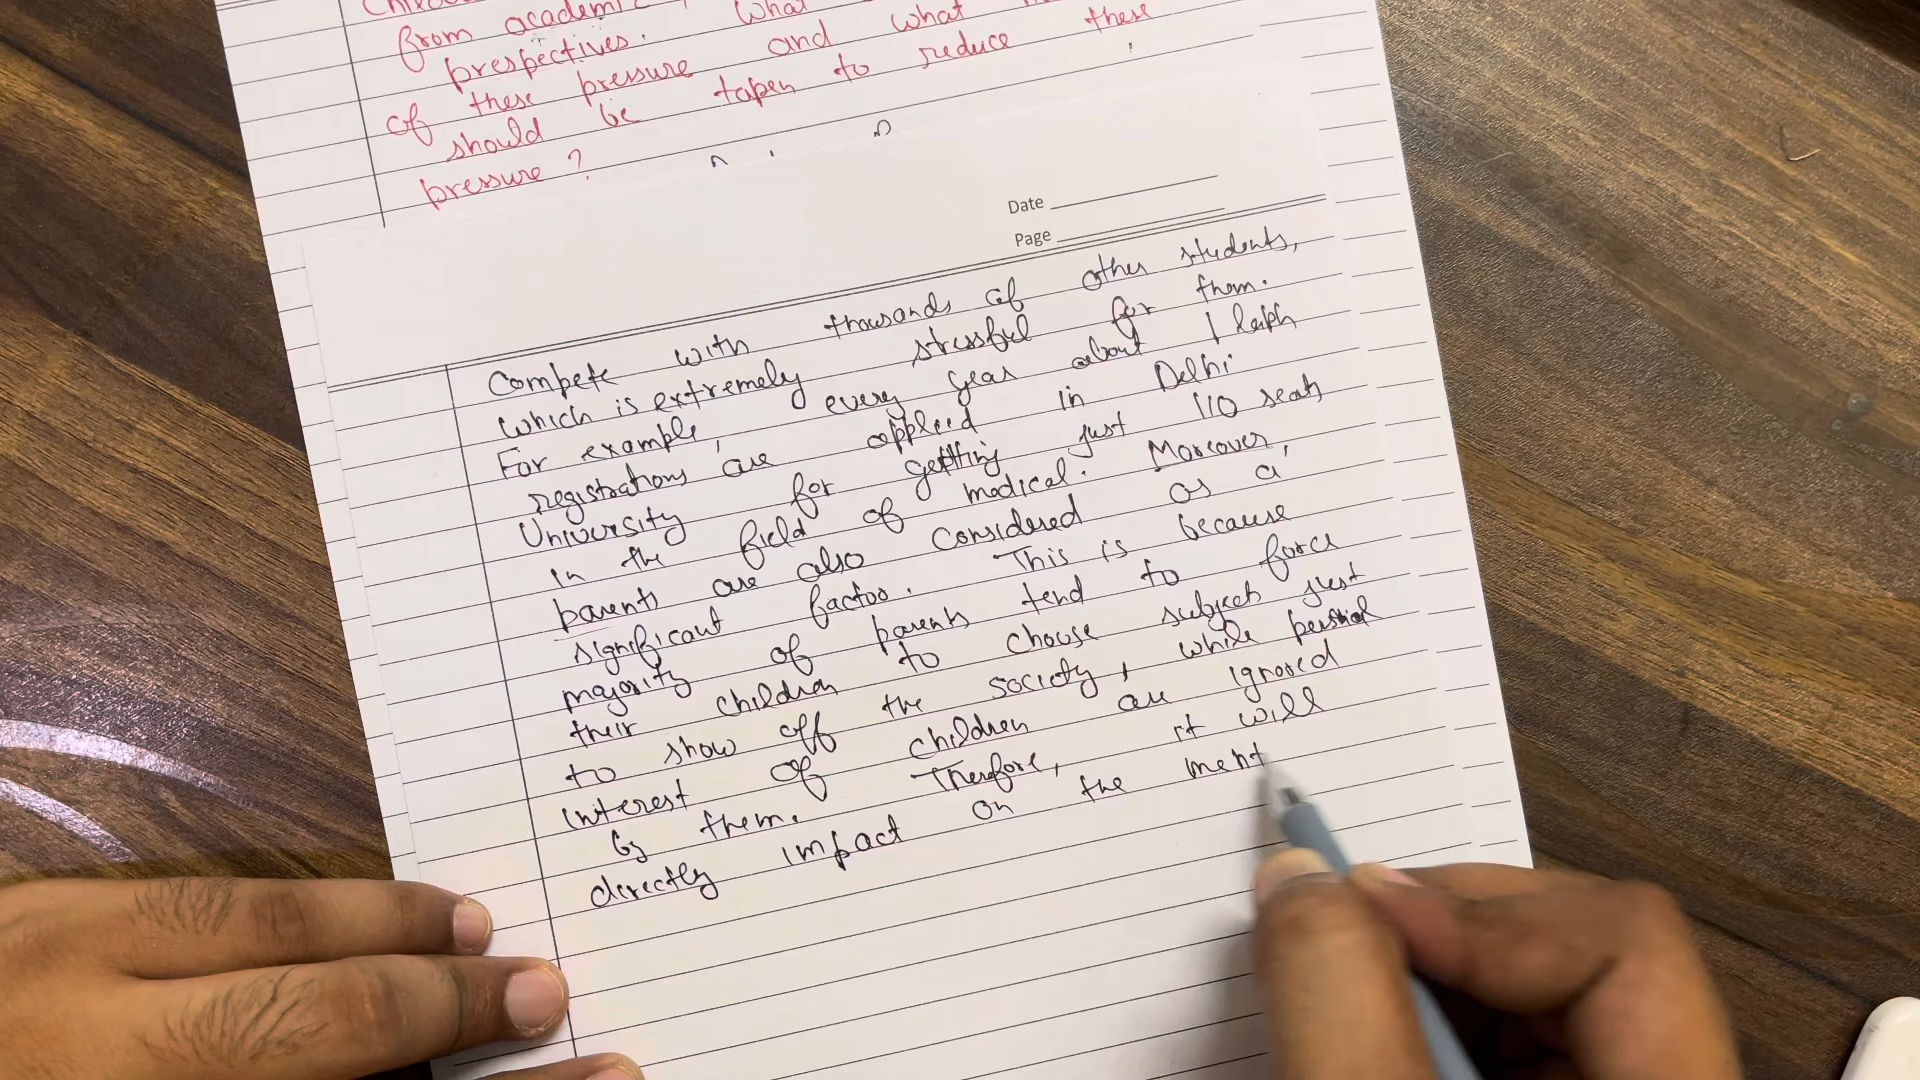 from academic, what
prespectives.
of these pressure and what
should be tapen to reduce these
pressure ?
Date
Page
Compete with thousands of other students,
which is extremely stressful for them.
For example, every year about 1 lakh
registrations are applied in Delhi
University for getting just 110 seats
in the field of medical. Moreover,
parents are also considered as a
significant factor. This is because
majority of parents tend to force
their children to choose subjects just
to show off the society, while personal
interest of children are ignored
by them. Therefore, it will
directly impact on the ment